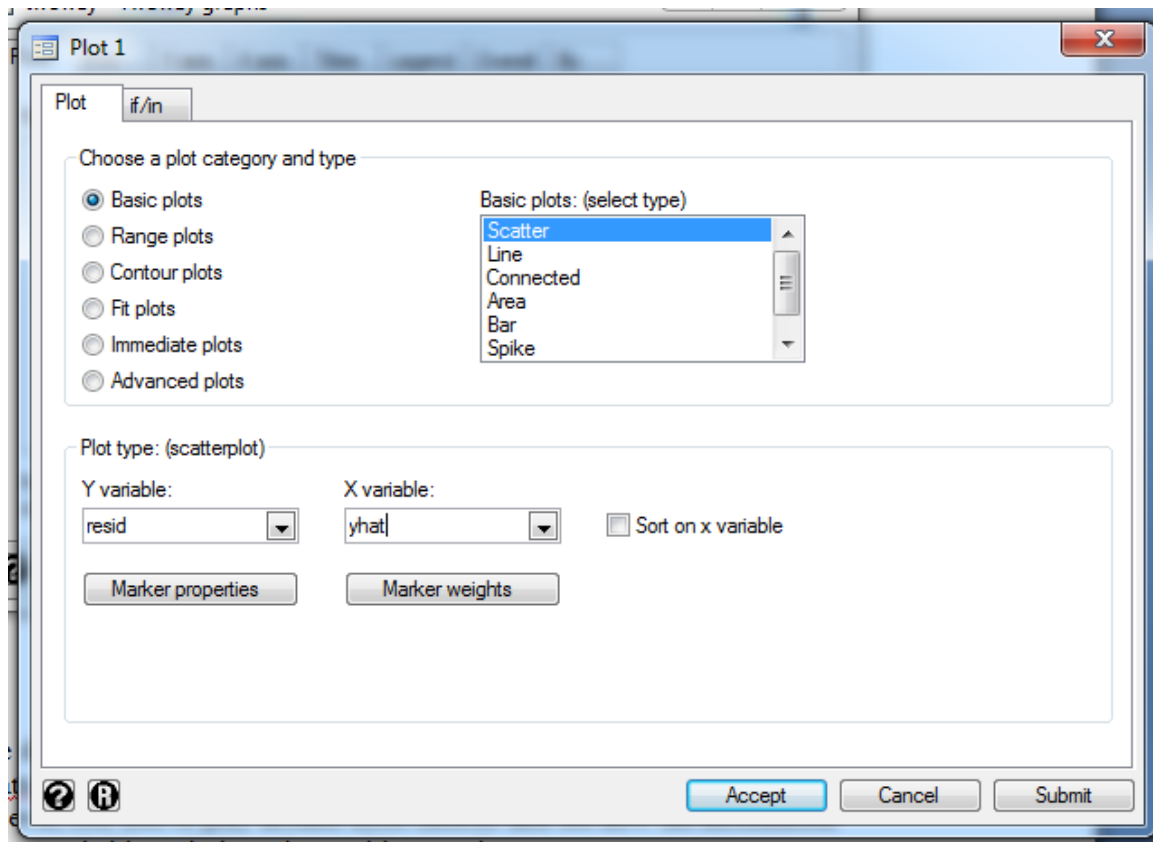 Plot 1
Plot
if/in
Choose a plot category and type
Basic plots
Range plots
Contour plots
Fit plots
Immediate plots
Advanced plots
Basic plots: (select type)
Scatter
Line
Connected
Area
Bar
Spike
Plot type: (scatterplot)
Y variable:
X variable:
resid
yhat
Sort on x variable
Marker properties
Marker weights
Accept
Cancel
Submit